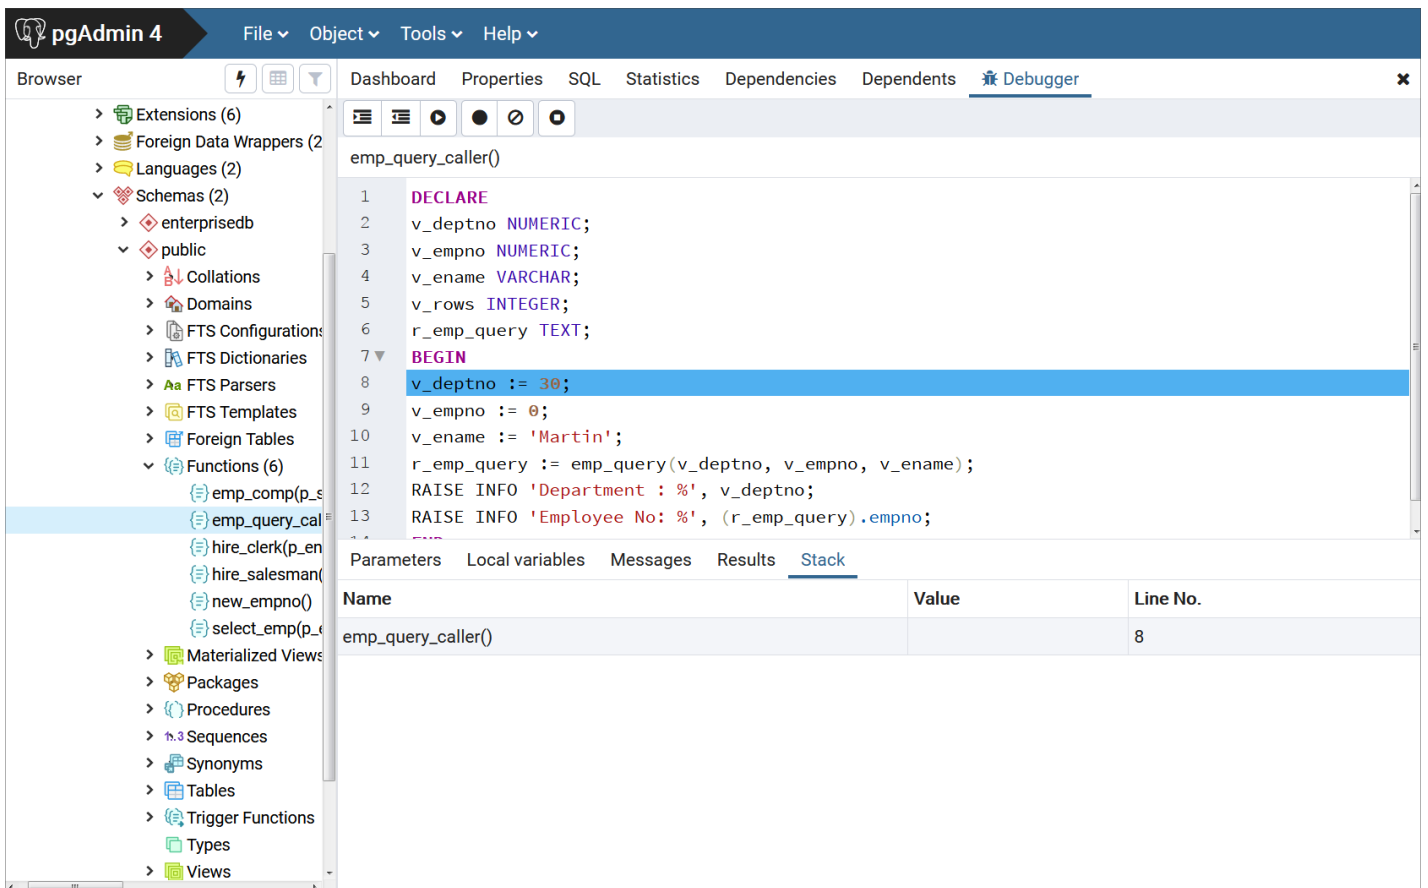 pgAdmin 4
File Object Tools Help
Browser
Dashboard Properties SQL Statistics Dependencies Dependents Debugger
Extensions (6)
Foreign Data Wrappers (2
Languages (2)
Schemas (2)
enterprisedb
public
Collations
Domains
FTS Configurations
FTS Dictionaries
Aa FTS Parsers
FTS Templates
Foreign Tables
Functions (6)
emp_comp(p_s
emp_query_cal
hire_clerk(p_en
hire_salesman(
new_empno()
select_emp(p_e
Materialized Views
Packages
Procedures
1..3 Sequences
Synonyms
Tables
Trigger Functions
Types
Views
emp_query_caller()
1 DECLARE
2 v_deptno NUMERIC;
3 v_empno NUMERIC;
4 v_ename VARCHAR;
5 v_rows INTEGER;
6 r_emp_query TEXT;
7 BEGIN
8 v_deptno := 30;
9 v_empno := 0;
10 v_ename := 'Martin';
11 r_emp_query := emp_query(v_deptno, v_empno, v_ename);
12 RAISE INFO 'Department : %', v_deptno;
13 RAISE INFO 'Employee No: %', (r_emp_query).empno;
Parameters Local variables Messages Results Stack
Name Value Line No.
emp_query_caller() 8